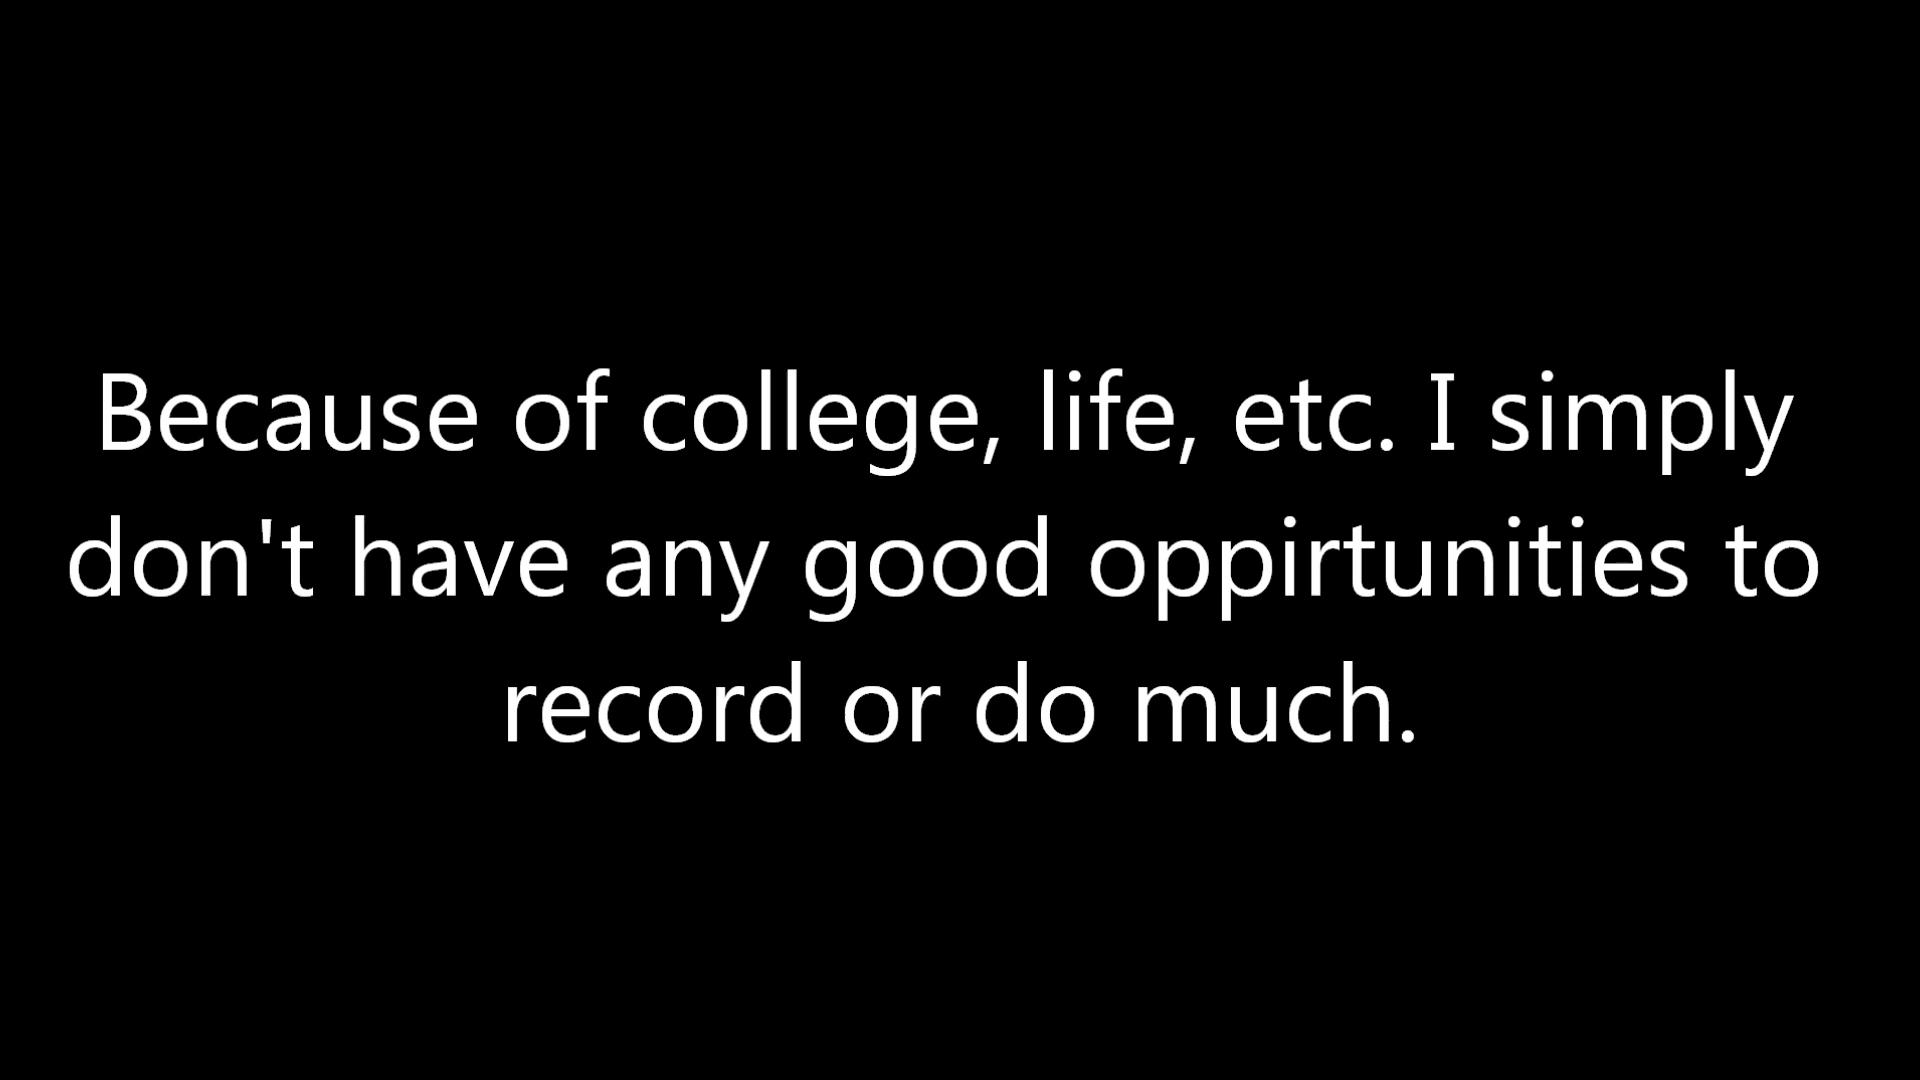 Because of college, life, etc. I simply
don't have any good oppirtunities to
record or do much.